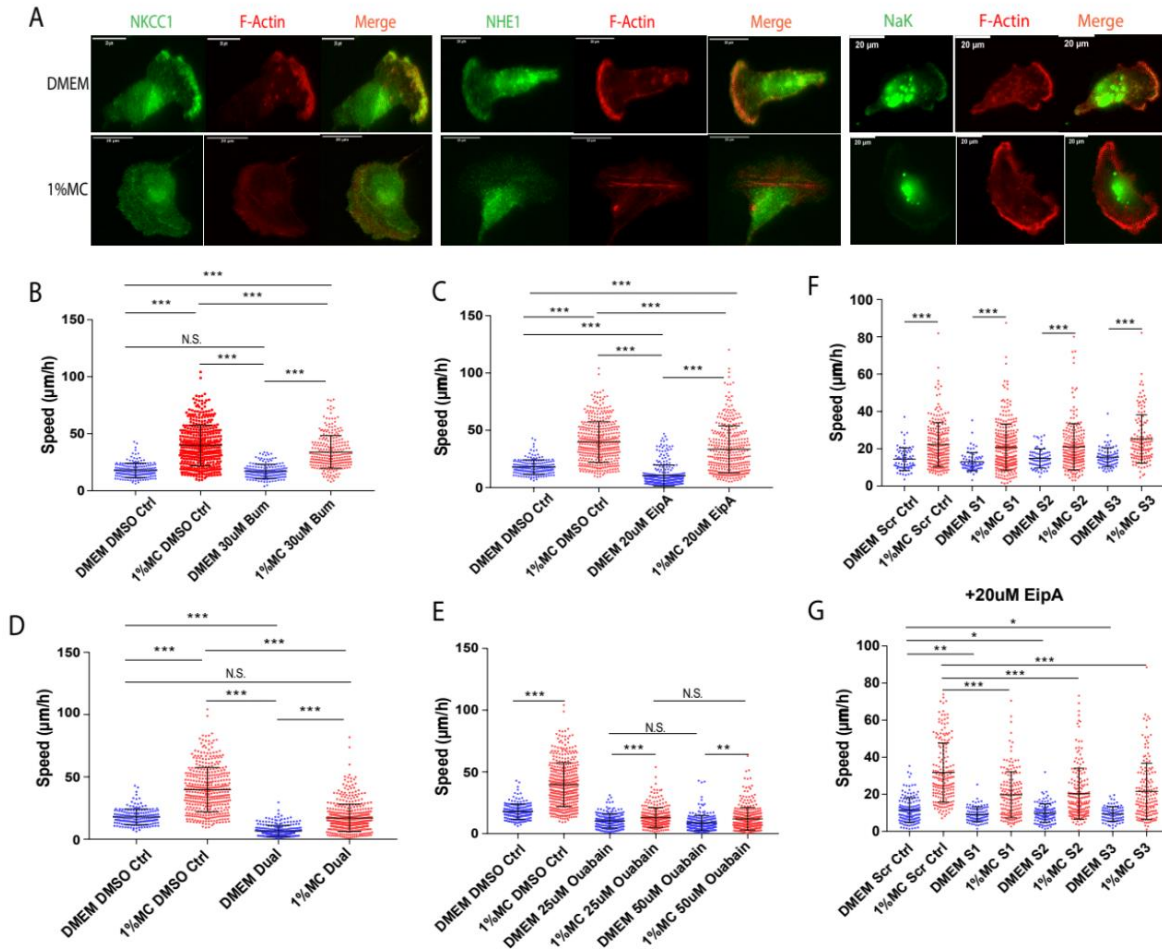 A
NKCC1 F-Actin Merge
NHE1 F-Actin Merge
NaK F-Actin Merge
DMEM
20 µm 20 µm 20 µm
1%MC
20 µm 20 µm 20 µm
B
***
*** ***
N.S.
*** ***
Speed (µm/h)
150
100
50
0
DMEM DMSO Ctrl
1%MC DMSO Ctrl
DMEM 30uM Bum
1%MC 30uM Bum
C
***
*** ***
***
***
***
Speed (µm/h)
150
100
50
0
DMEM DMSO Ctrl
1%MC DMSO Ctrl
DMEM 20uM EipA
1%MC 20uM EipA
F
*** *** *** ***
Speed (µm/h)
100
80
60
40
20
0
DMEM Scr Ctrl
1%MC Scr Ctrl
DMEM S1
1%MC S1
DMEM S2
1%MC S2
DMEM S3
1%MC S3
D
***
*** ***
N.S.
***
***
Speed (µm/h)
150
100
50
0
DMEM DMSO Ctrl
1%MC DMSO Ctrl
DMEM Dual
1%MC Dual
E
*** N.S.
N.S.
*** **
Speed (µm/h)
150
100
50
0
DMEM DMSO Ctrl
1%MC DMSO Ctrl
DMEM 25uM Ouabain
1%MC 25uM Ouabain
DMEM 50uM Ouabain
1%MC 50uM Ouabain
G
+20uM EipA
*
*
**
***
***
***
Speed (µm/h)
100
80
60
40
20
0
DMEM Scr Ctrl
1%MC Scr Ctrl
DMEM S1
1%MC S1
DMEM S2
1%MC S2
DMEM S3
1%MC S3